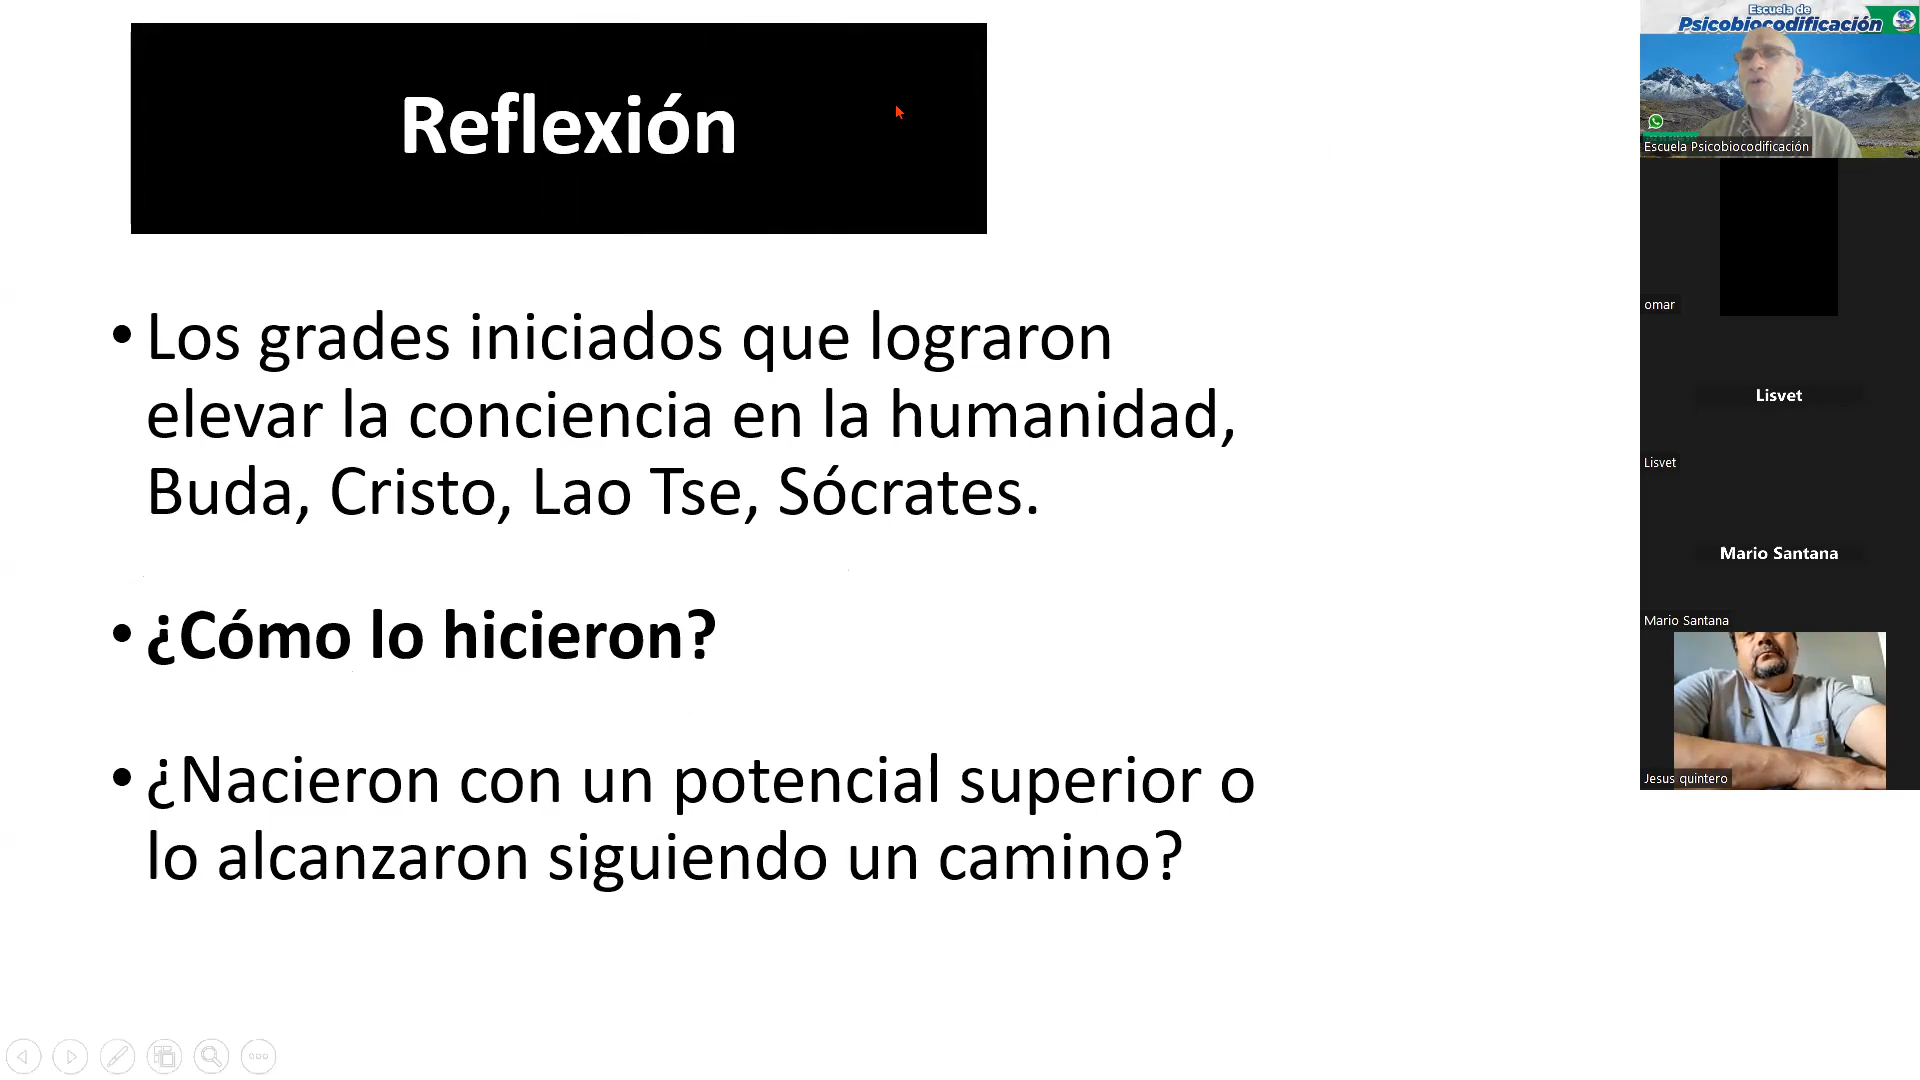 Reflexión
• Los grades iniciados que lograron
elevar la conciencia en la humanidad,
Buda, Cristo, Lao Tse, Sócrates.
• ¿Cómo lo hicieron?
• ¿Nacieron con un potencial superior o
lo alcanzaron siguiendo un camino?
Escuela de
Psicobiocodificación
Escuela Psicobiocodificación
omar
Lisvet
Lisvet
Mario Santana
Mario Santana
Jesus quintero